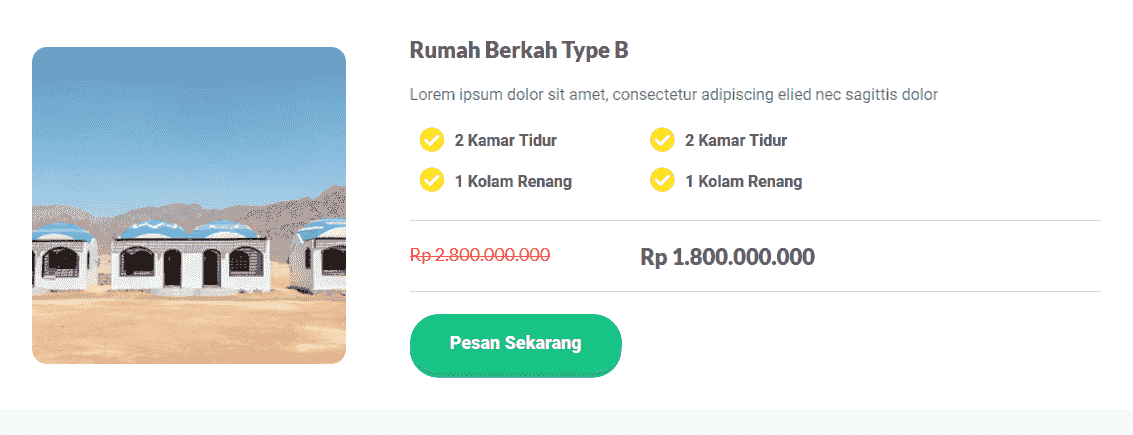 Rumah Berkah Type B
Lorem ipsum dolor sit amet, consectetur adipiscing elied nec sagittis dolor
2 Kamar Tidur
2 Kamar Tidur
1 Kolam Renang
1 Kolam Renang
Rp 2.800.000.000
Rp 1.800.000.000
Pesan Sekarang